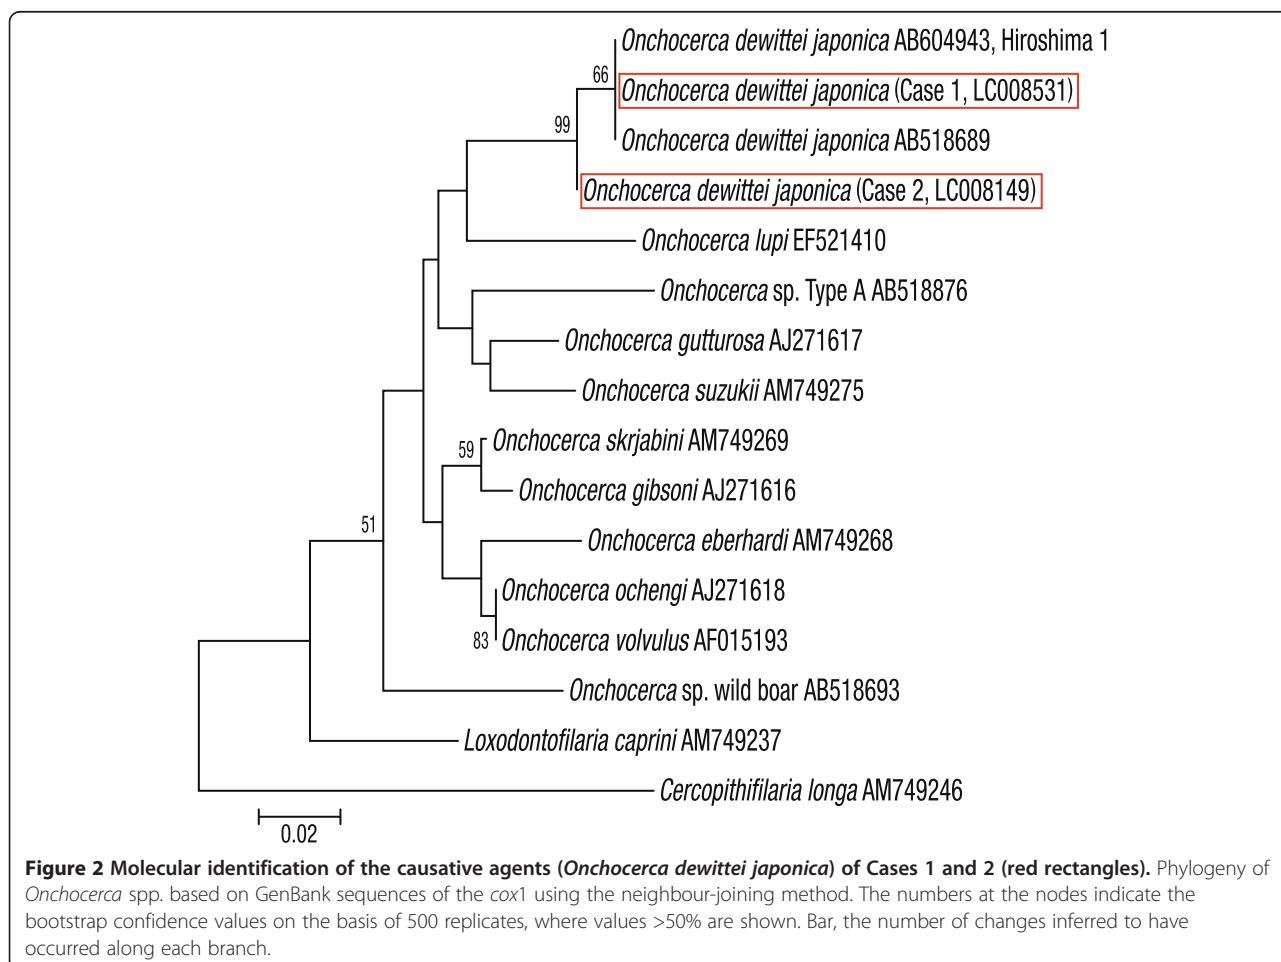 Onchocerca dewittei japonica AB604943, Hiroshima 1
66
Onchocerca dewittei japonica (Case 1, LC008531)
99
Onchocerca dewittei japonica AB518689
Onchocerca dewittei japonica (Case 2, LC008149)
Onchocerca lupi EF521410
Onchocerca sp. Type A AB518876
Onchocerca gutturosa AJ271617
Onchocerca suzukii AM749275
Onchocerca skrjabini AM749269
59
Onchocerca gibsoni AJ271616
51
Onchocerca eberhardi AM749268
Onchocerca ochengi AJ271618
83
Onchocerca volvulus AF015193
Onchocerca sp. wild boar AB518693
Loxodontofilaria caprini AM749237
Cercopithifilaria longa AM749246
0.02
Figure 2 Molecular identification of the causative agents (Onchocerca dewittei japonica) of Cases 1 and 2 (red rectangles). Phylogeny of
Onchocerca spp. based on GenBank sequences of the cox1 using the neighbour-joining method. The numbers at the nodes indicate the
bootstrap confidence values on the basis of 500 replicates, where values >50% are shown. Bar, the number of changes inferred to have
occurred along each branch.